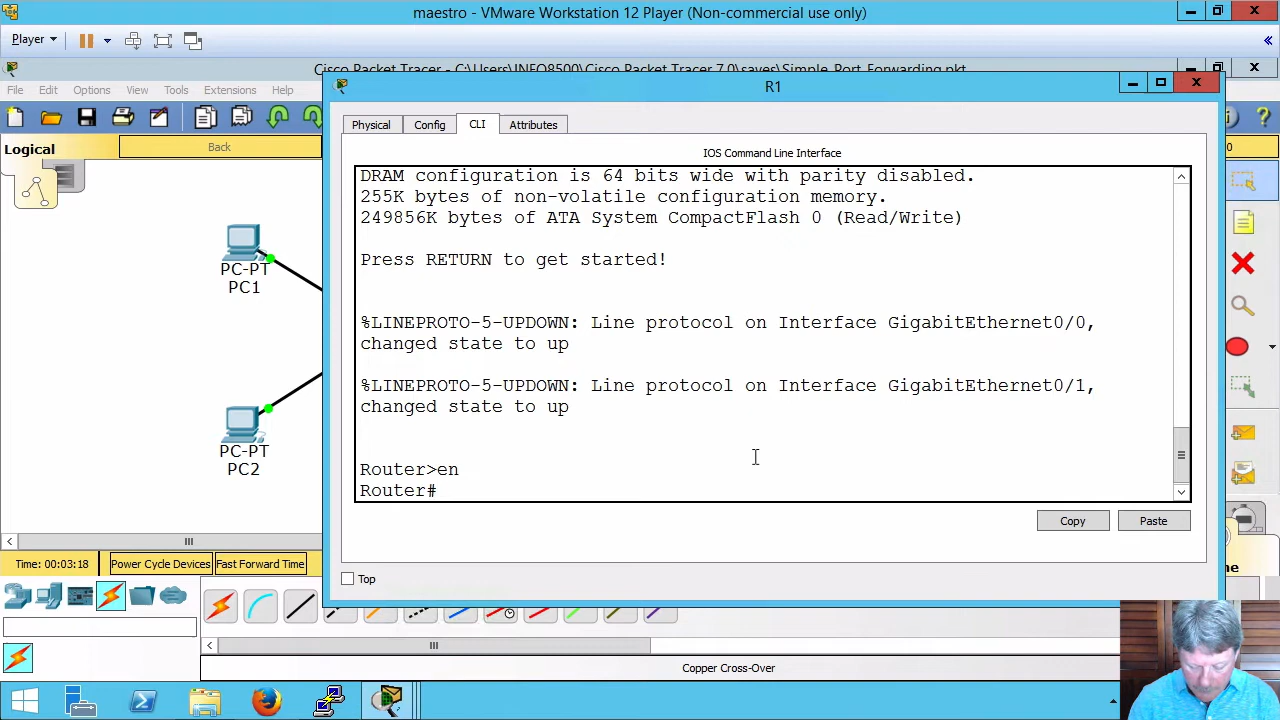 maestro - VMware Workstation 12 Player (Non-commercial use only)
Player
Cisco Packet Tracer - C:\Users\INFO8500\Cisco Packet Tracer 7.0\saves\Simple_Port_Forwarding.pkt
File Edit Options View Tools Extensions Help
R1
Physical Config CLI Attributes
Logical
Back
IOS Command Line Interface
DRAM configuration is 64 bits wide with parity disabled.
255K bytes of non-volatile configuration memory.
249856K bytes of ATA System CompactFlash 0 (Read/Write)
Press RETURN to get started!
%LINEPROTO-5-UPDOWN: Line protocol on Interface GigabitEthernet0/0,
changed state to up
%LINEPROTO-5-UPDOWN: Line protocol on Interface GigabitEthernet0/1,
changed state to up
Router>en
Router#
PC-PT
PC1
PC-PT
PC2
Copy Paste
Top
Time: 00:03:18 Power Cycle Devices Fast Forward Time
Copper Cross-Over